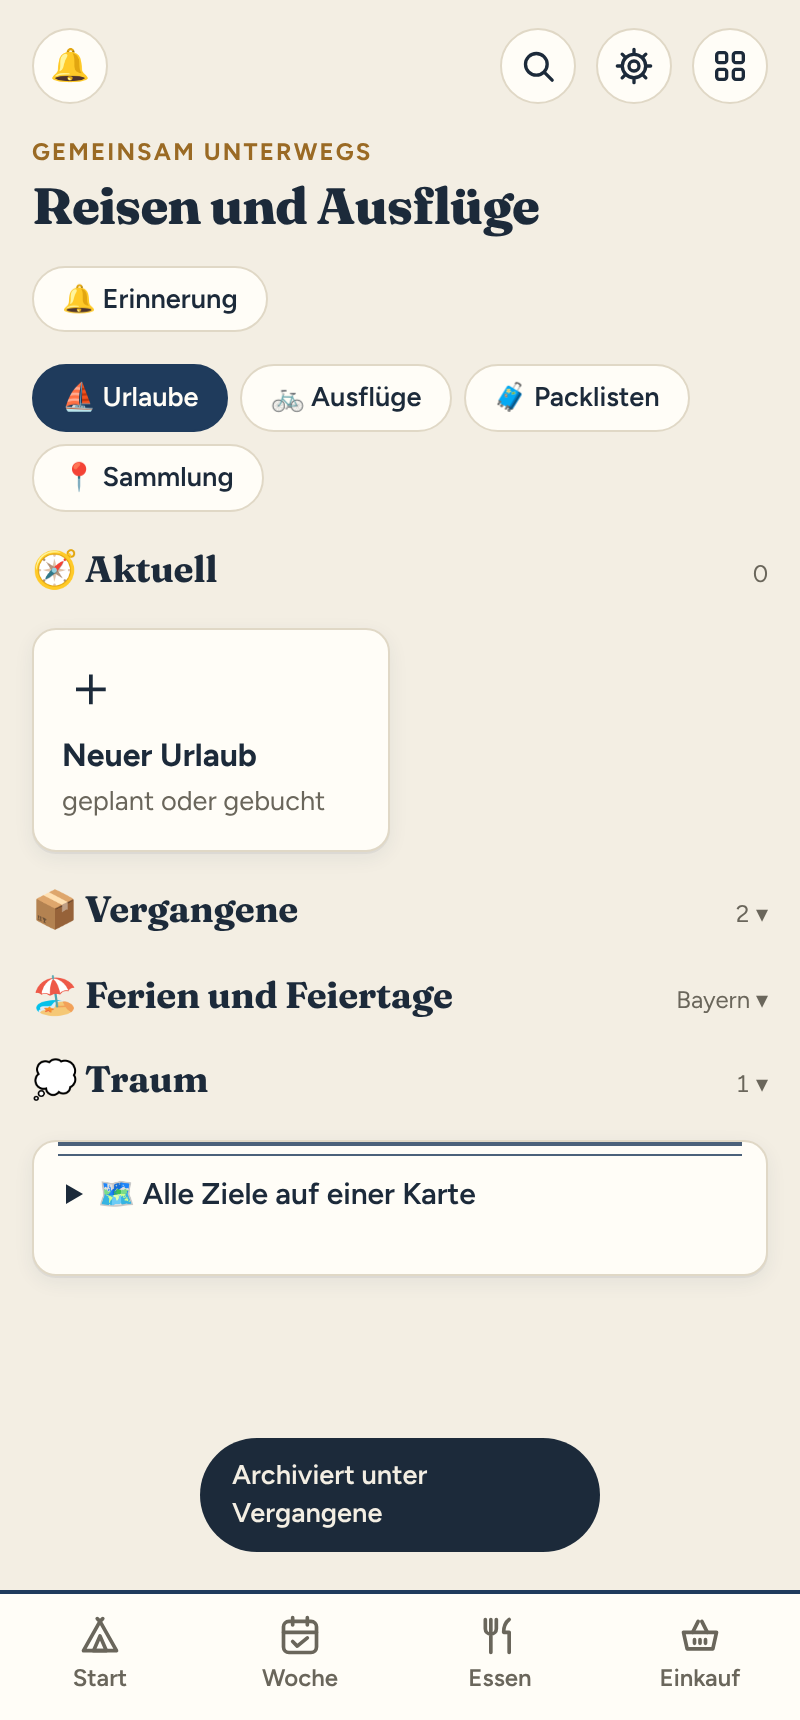 GEMEINSAM UNTERWEGS
Reisen und Ausflüge
🔔 Erinnerung
⛵ Urlaube
🚲 Ausflüge
🧳 Packlisten
📍 Sammlung
🧭 Aktuell
0
Neuer Urlaub
geplant oder gebucht
📦 Vergangene
2 ▾
🏖️ Ferien und Feiertage
Bayern ▾
💭 Traum
1 ▾
▶ 🗺️ Alle Ziele auf einer Karte
Archiviert unter
Vergangene
Start
Woche
Essen
Einkauf